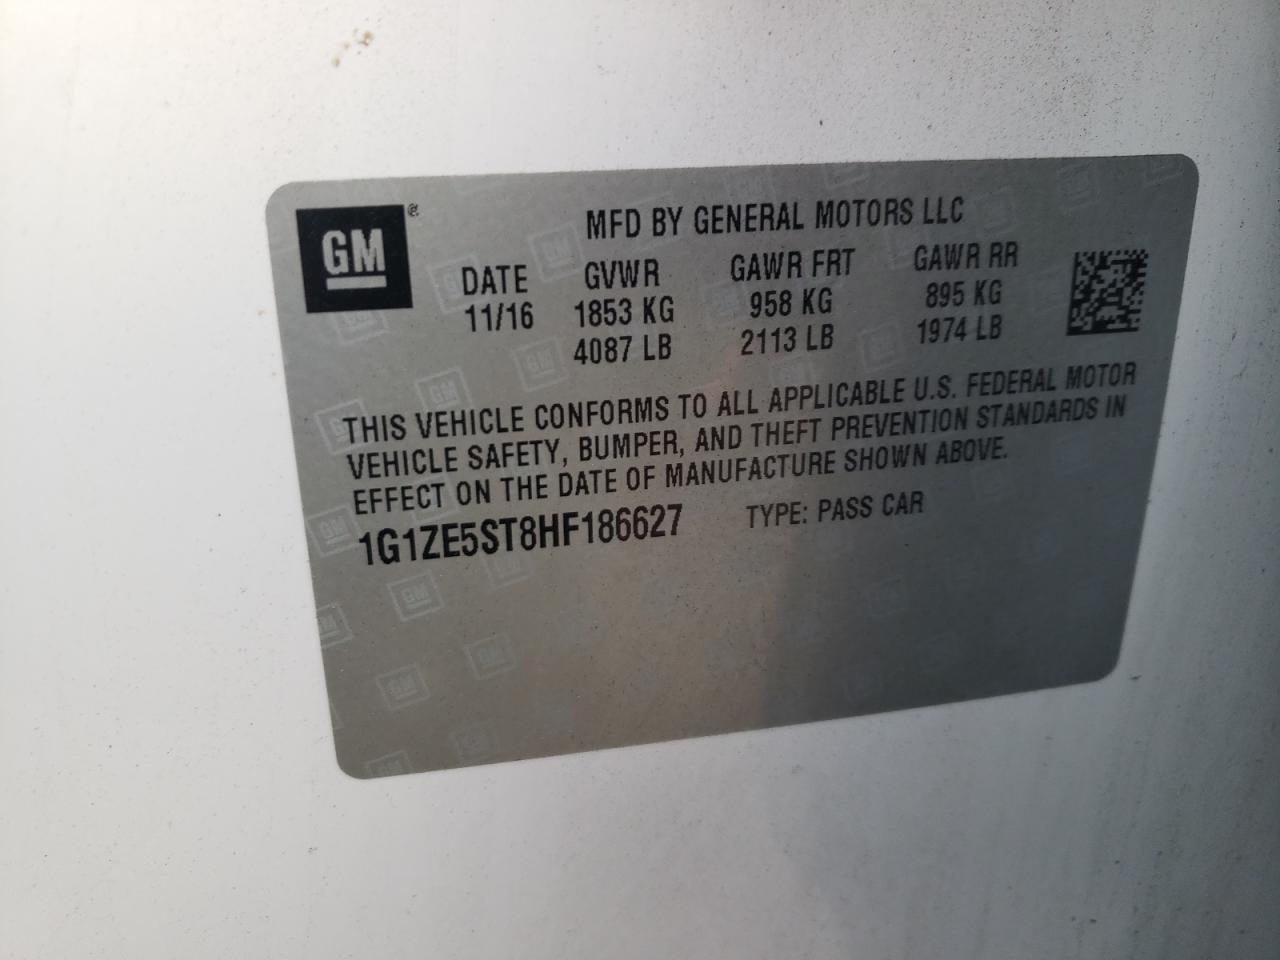 GM®
MFD BY GENERAL MOTORS LLC
DATE GVWR GAWR FRT GAWR RR
11/16 1853 KG 958 KG 895 KG
4087 LB 2113 LB 1974 LB
THIS VEHICLE CONFORMS TO ALL APPLICABLE U.S. FEDERAL MOTOR
VEHICLE SAFETY, BUMPER, AND THEFT PREVENTION STANDARDS IN
EFFECT ON THE DATE OF MANUFACTURE SHOWN ABOVE.
1G1ZE5ST8HF186627 TYPE: PASS CAR